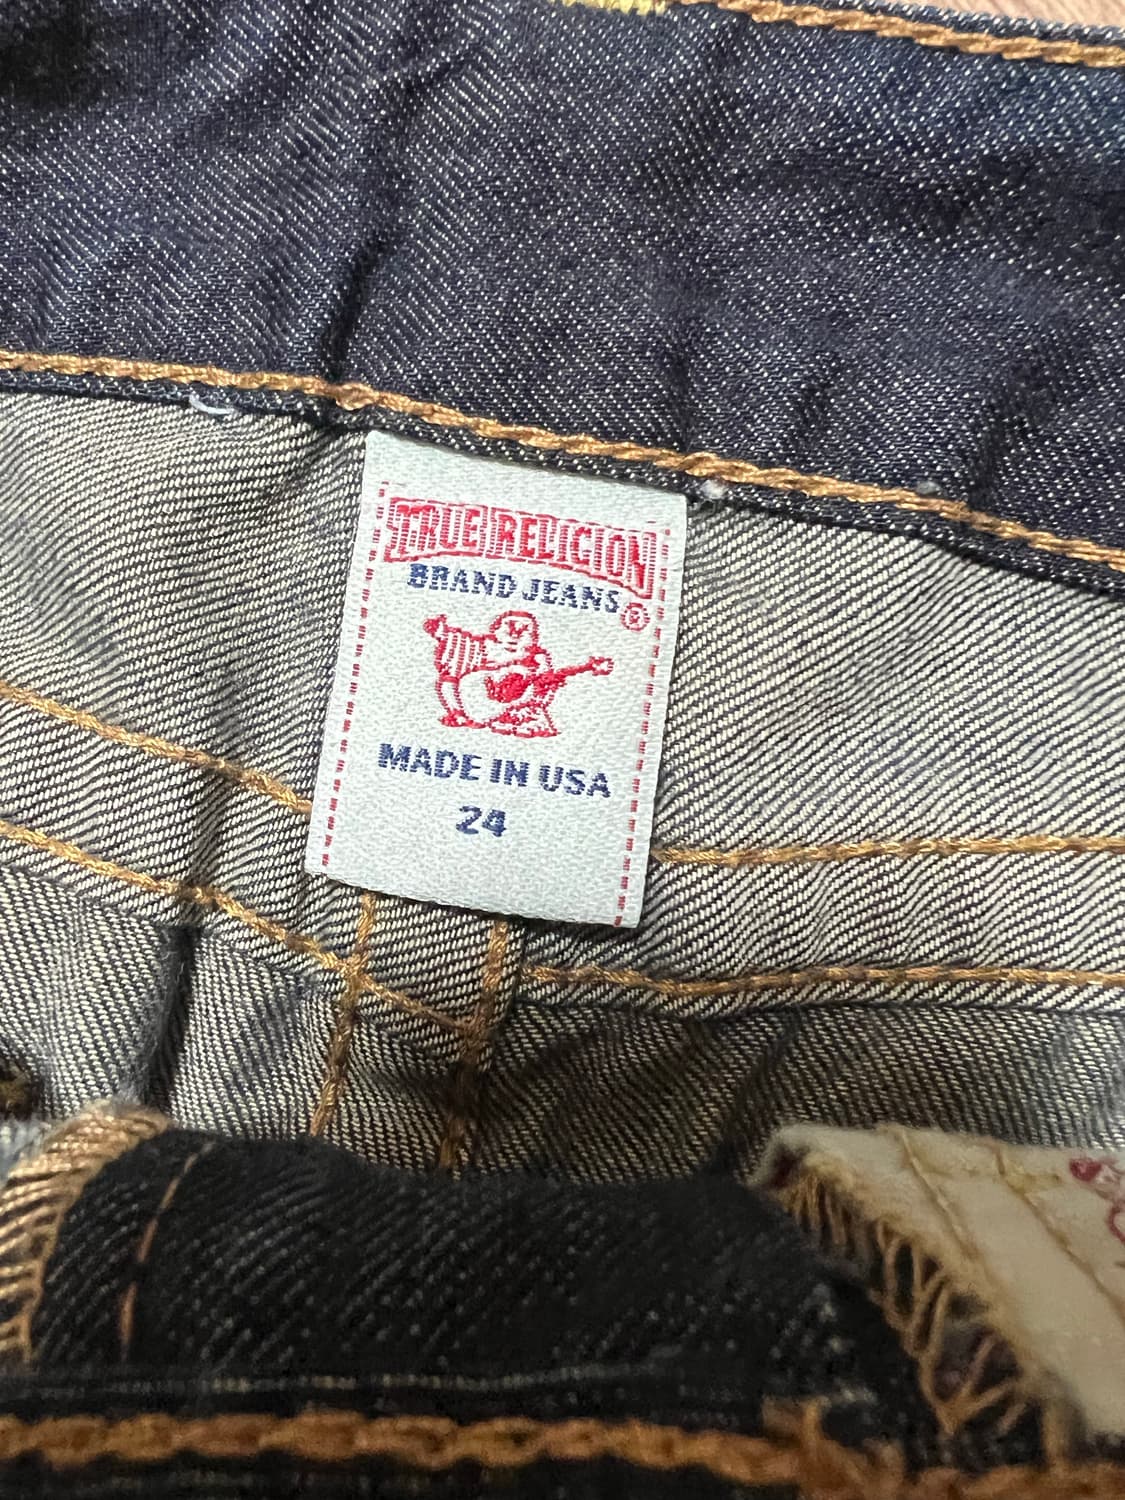 TRUE RELIGION
BRAND JEANS®
MADE IN USA
24